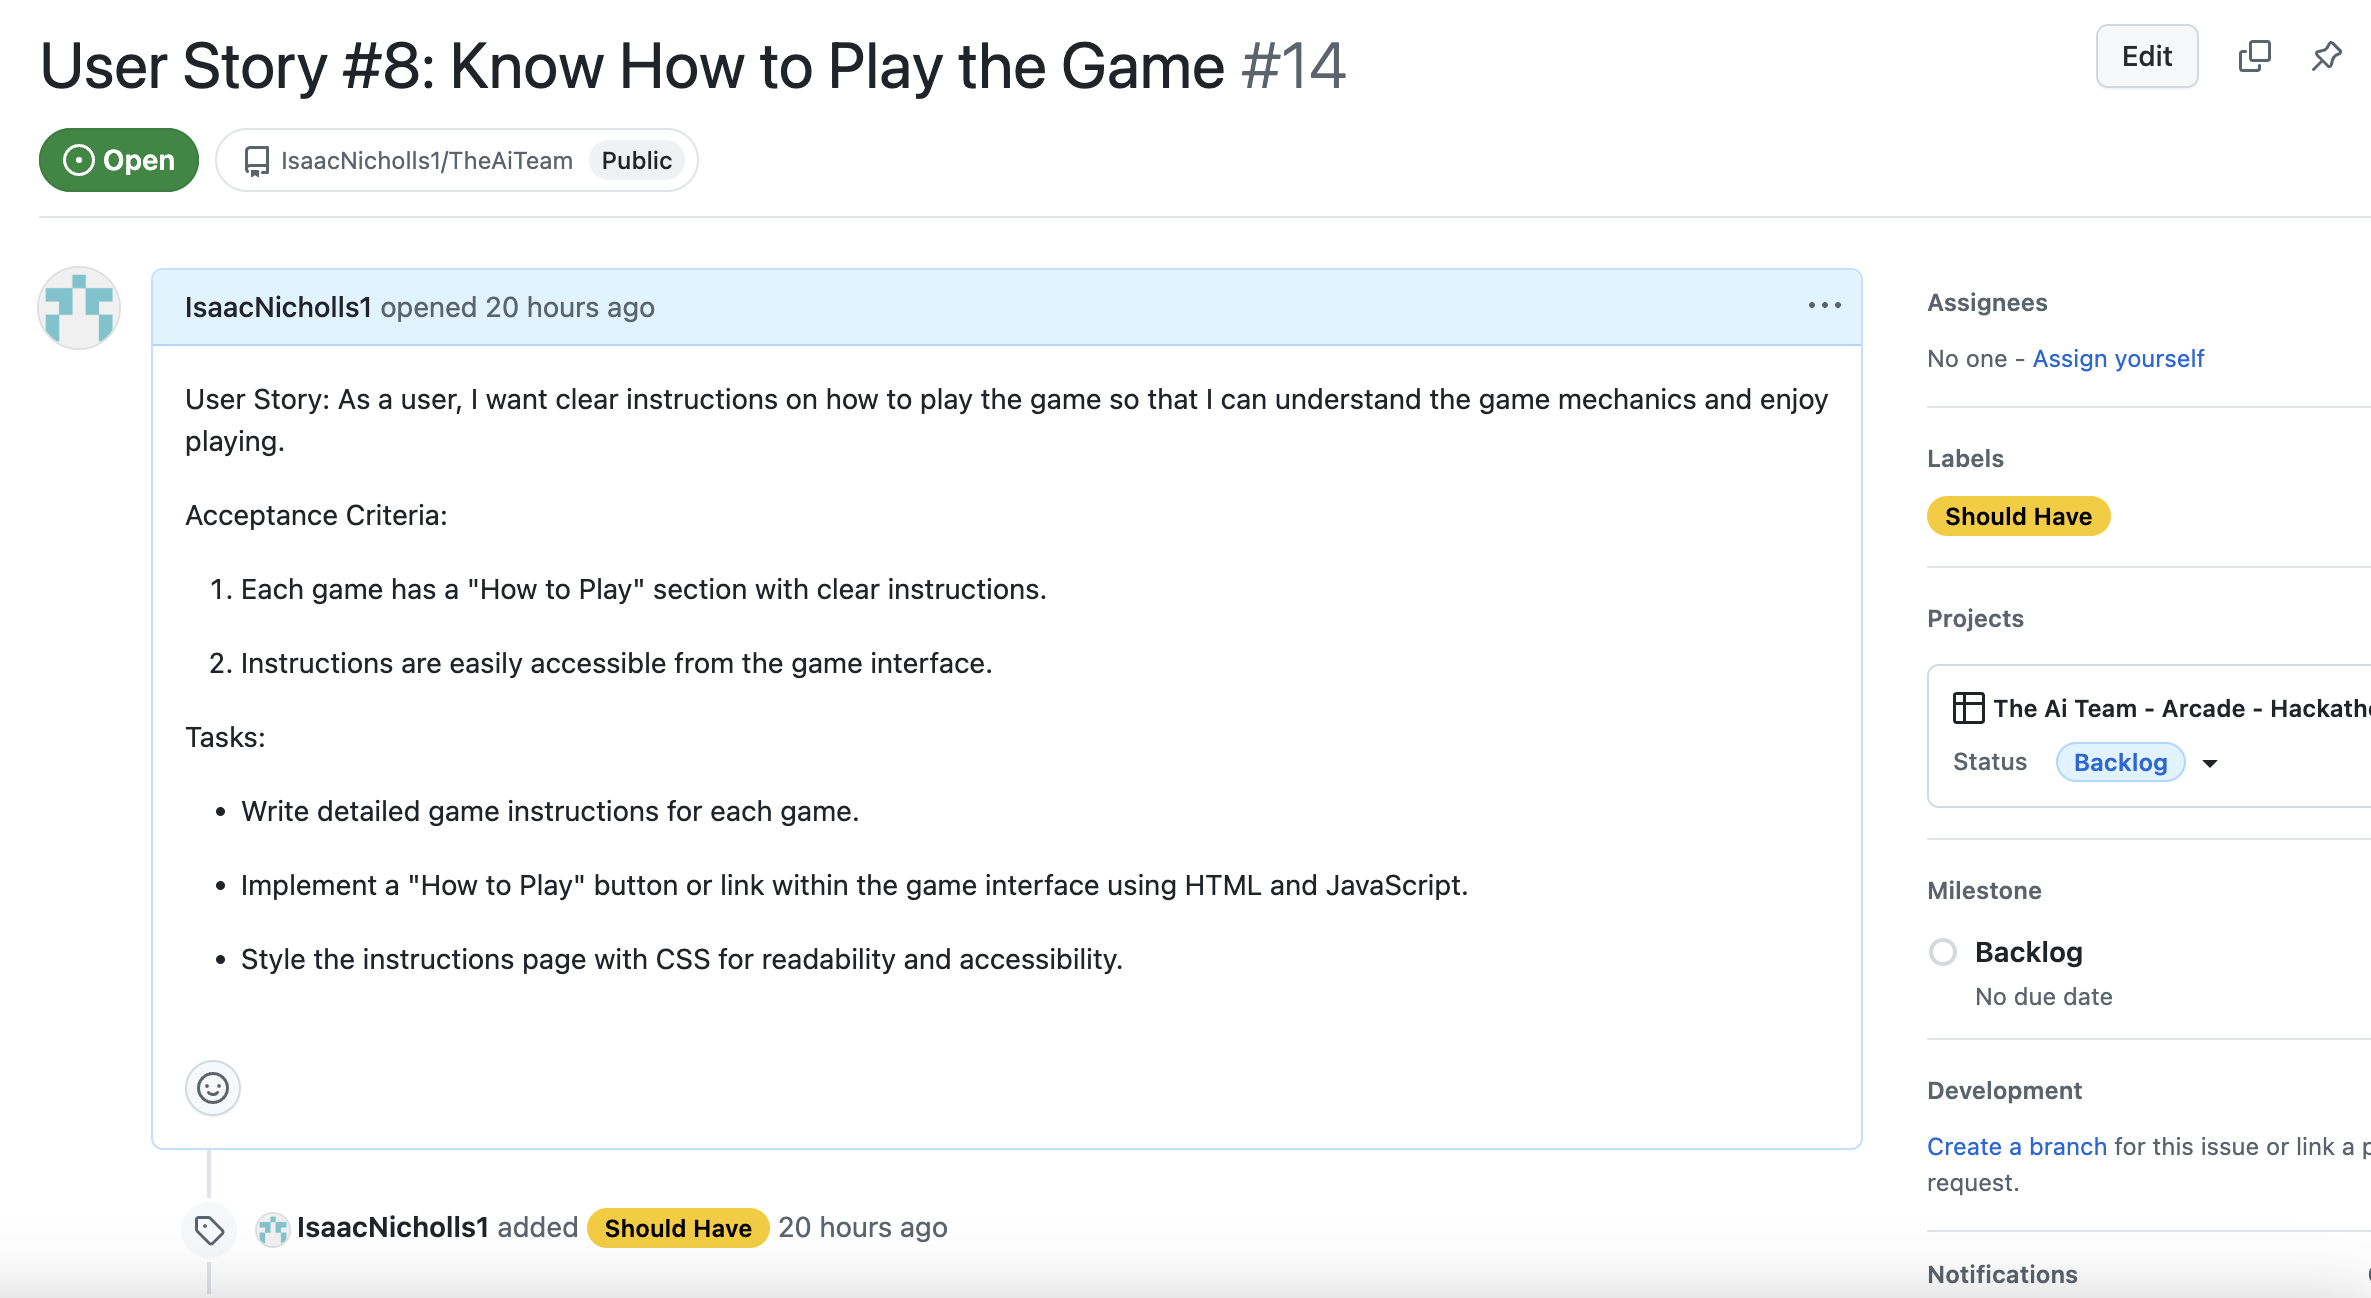 User Story #8: Know How to Play the Game #14
Edit
Open
IsaacNicholls1/TheAiTeam Public
IsaacNicholls1 opened 20 hours ago
User Story: As a user, I want clear instructions on how to play the game so that I can understand the game mechanics and enjoy
playing.
Acceptance Criteria:
1. Each game has a "How to Play" section with clear instructions.
2. Instructions are easily accessible from the game interface.
Tasks:
• Write detailed game instructions for each game.
• Implement a "How to Play" button or link within the game interface using HTML and JavaScript.
• Style the instructions page with CSS for readability and accessibility.
IsaacNicholls1 added Should Have 20 hours ago
Assignees
No one - Assign yourself
Labels
Should Have
Projects
The Ai Team - Arcade -
Status Backlog
Milestone
Backlog
No due date
Development
Create a branch for this issue or link a
request.
Notifications